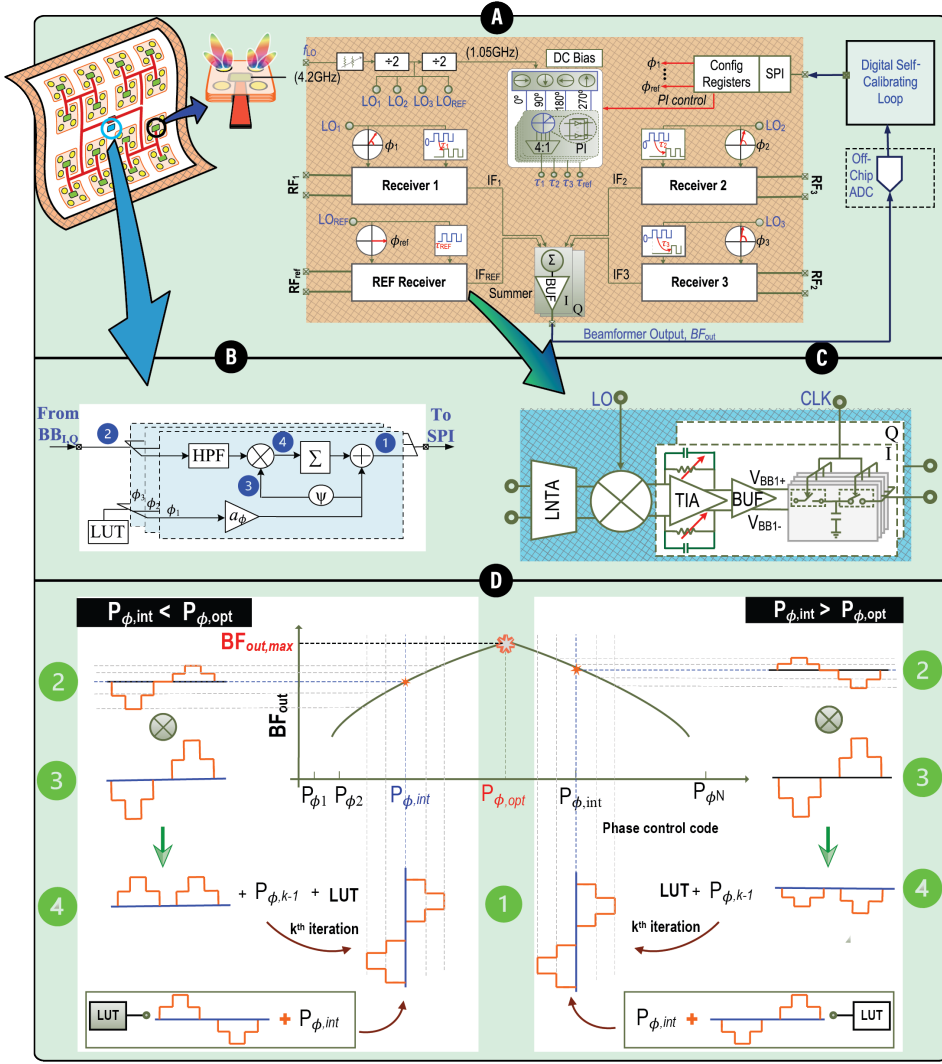 A
f_LO
(4.2GHz)
÷2
÷2
(1.05GHz)
DC Bias
LO1 LO2 LO3 LOREF
0º 90º 180º 270º
4:1
PI
τ1 τ2 τ3 τref
ϕ1
ϕref
PI control
Config Registers
SPI
Digital Self-Calibrating Loop
Off-Chip ADC
LO1
ϕ1
τ1
RF1
Receiver 1
IF1
IF2
LO2
τ2
ϕ2
Receiver 2
RF3
LOREF
ϕref
τREF
RFref
REF Receiver
IFREF
Summer
Σ
BUF
I
Q
IF3
LO3
τ3
ϕ3
Receiver 3
RF2
Beamformer Output, BFout
B
From BBI,Q
To SPI
2
HPF
4
Σ
1
3
ψ
ϕ3 ϕ2 ϕ1
LUT
aϕ
C
LO
CLK
Q
I
LNTA
TIA
BUF
VBB1+
VBB1-
D
Pϕ,int < Pϕ,opt
Pϕ,int > Pϕ,opt
BFout,max
BFout
2
2
3
3
Pϕ1 Pϕ2 Pϕ,int Pϕ,opt Pϕ,int PϕN
Phase control code
4
+ Pϕ,k-1 + LUT
1
LUT + Pϕ,k-1
4
kth iteration
kth iteration
LUT + Pϕ,int
Pϕ,int + LUT